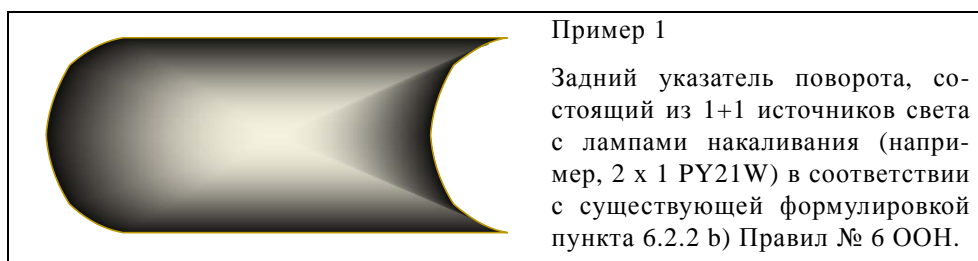 Пример 1
Задний указатель поворота, со-
стоящий из 1+1 источников света
с лампами накаливания (напри-
мер, 2 x 1 PY21W) в соответствии
с существующей формулировкой
пункта 6.2.2 b) Правил № 6 ООН.